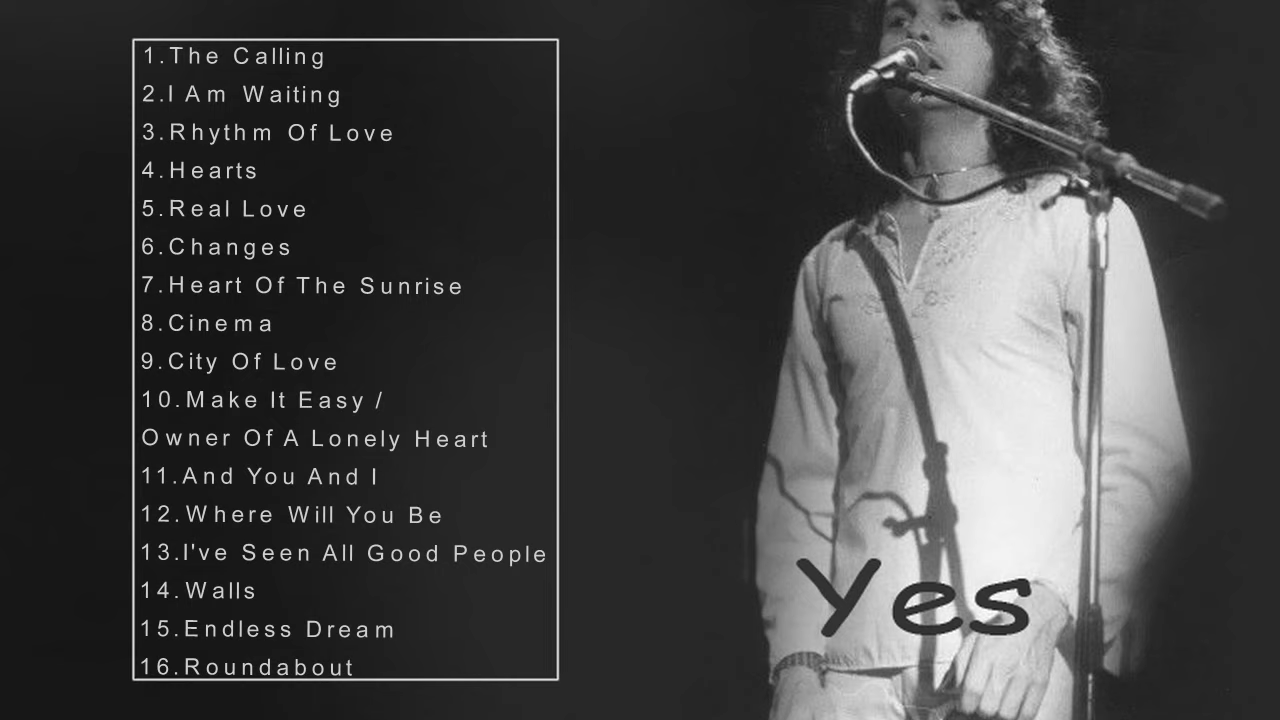 1.The Calling
2.I Am Waiting
3.Rhythm Of Love
4.Hearts
5.Real Love
6.Changes
7.Heart Of The Sunrise
8.Cinema
9.City Of Love
10.Make It Easy /
Owner Of A Lonely Heart
11.And You And I
12.Where Will You Be
13.I've Seen All Good People
14.Walls
15.Endless Dream
16.Roundabout
Yes